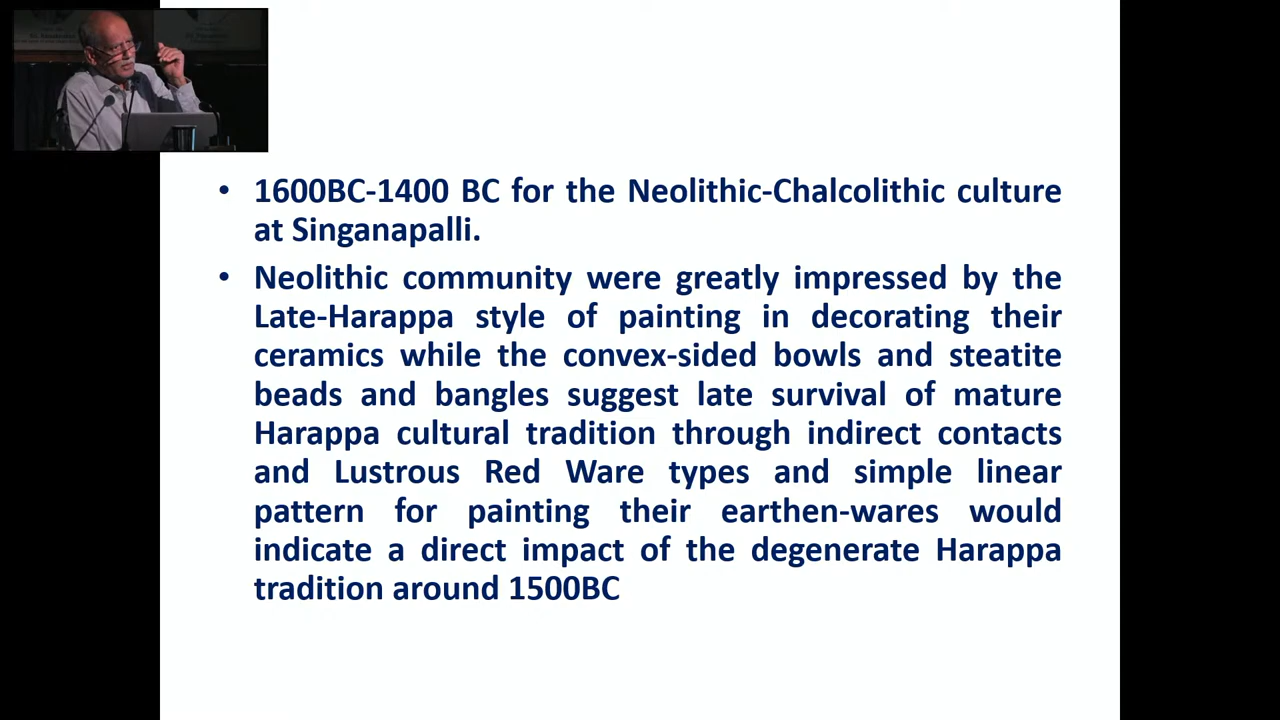 • 1600BC-1400 BC for the Neolithic-Chalcolithic culture
at Singanapalli.
• Neolithic community were greatly impressed by the
Late-Harappa style of painting in decorating their
ceramics while the convex-sided bowls and steatite
beads and bangles suggest late survival of mature
Harappa cultural tradition through indirect contacts
and Lustrous Red Ware types and simple linear
pattern for painting their earthen-wares would
indicate a direct impact of the degenerate Harappa
tradition around 1500BC